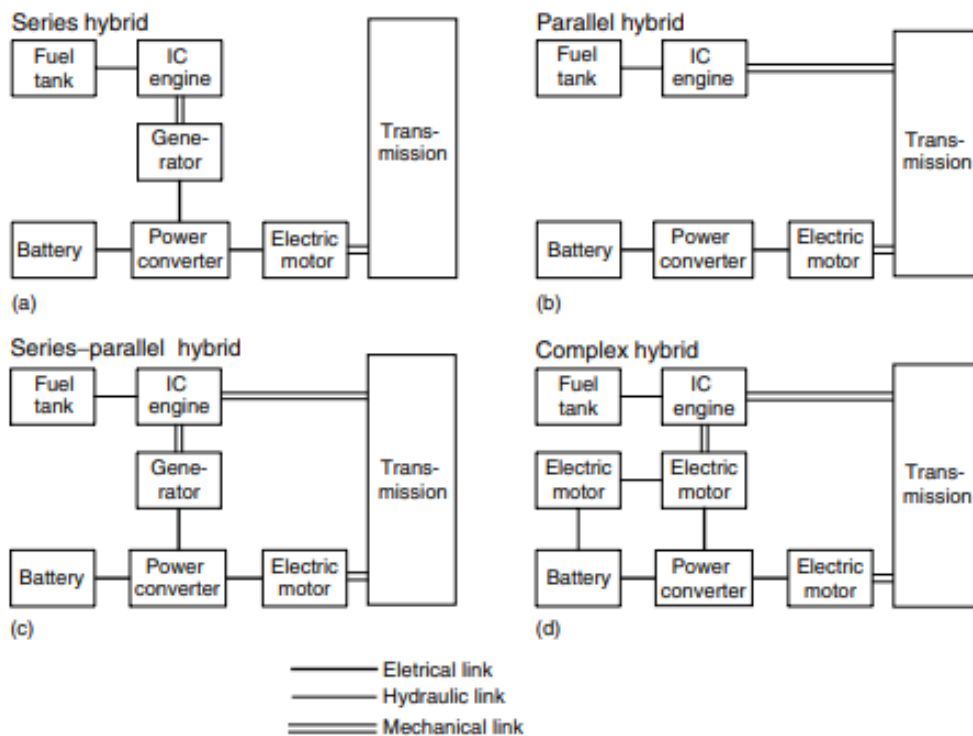 Series hybrid
Fuel
tank
IC
engine
Gene-
rator
Trans-
mission
Battery
Power
converter
Electric
motor
(a)
Parallel hybrid
Fuel
tank
IC
engine
Trans-
mission
Battery
Power
converter
Electric
motor
(b)
Series–parallel hybrid
Fuel
tank
IC
engine
Gene-
rator
Trans-
mission
Battery
Power
converter
Electric
motor
(c)
Complex hybrid
Fuel
tank
IC
engine
Electric
motor
Electric
motor
Trans-
mission
Battery
Power
converter
Electric
motor
(d)
Eletrical link
Hydraulic link
Mechanical link